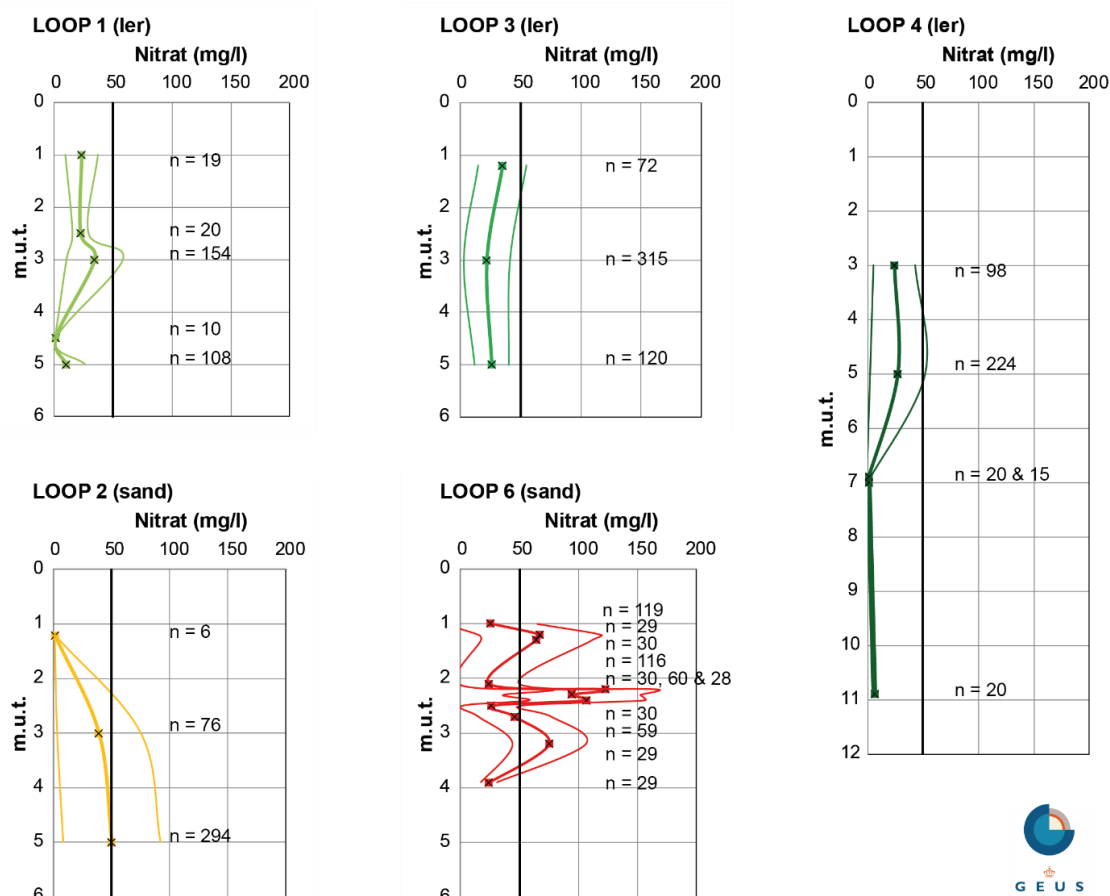 LOOP 1 (ler)
Nitrat (mg/l)
0 50 100 150 200
0
1
2
3
4
5
6
m.u.t.
n = 19
n = 20
n = 154
n = 10
n = 108
LOOP 3 (ler)
Nitrat (mg/l)
0 50 100 150 200
0
1
2
3
4
5
6
m.u.t.
n = 72
n = 315
n = 120
LOOP 4 (ler)
Nitrat (mg/l)
0 50 100 150 200
0
1
2
3
4
5
6
7
8
9
10
11
12
m.u.t.
n = 98
n = 224
n = 20 & 15
n = 20
LOOP 2 (sand)
Nitrat (mg/l)
0 50 100 150 200
0
1
2
3
4
5
6
m.u.t.
n = 6
n = 76
n = 294
LOOP 6 (sand)
Nitrat (mg/l)
0 50 100 150 200
0
1
2
3
4
5
6
m.u.t.
n = 119
n = 29
n = 30
n = 116
n = 30, 60 & 28
n = 30
n = 59
n = 29
n = 29
G E U S